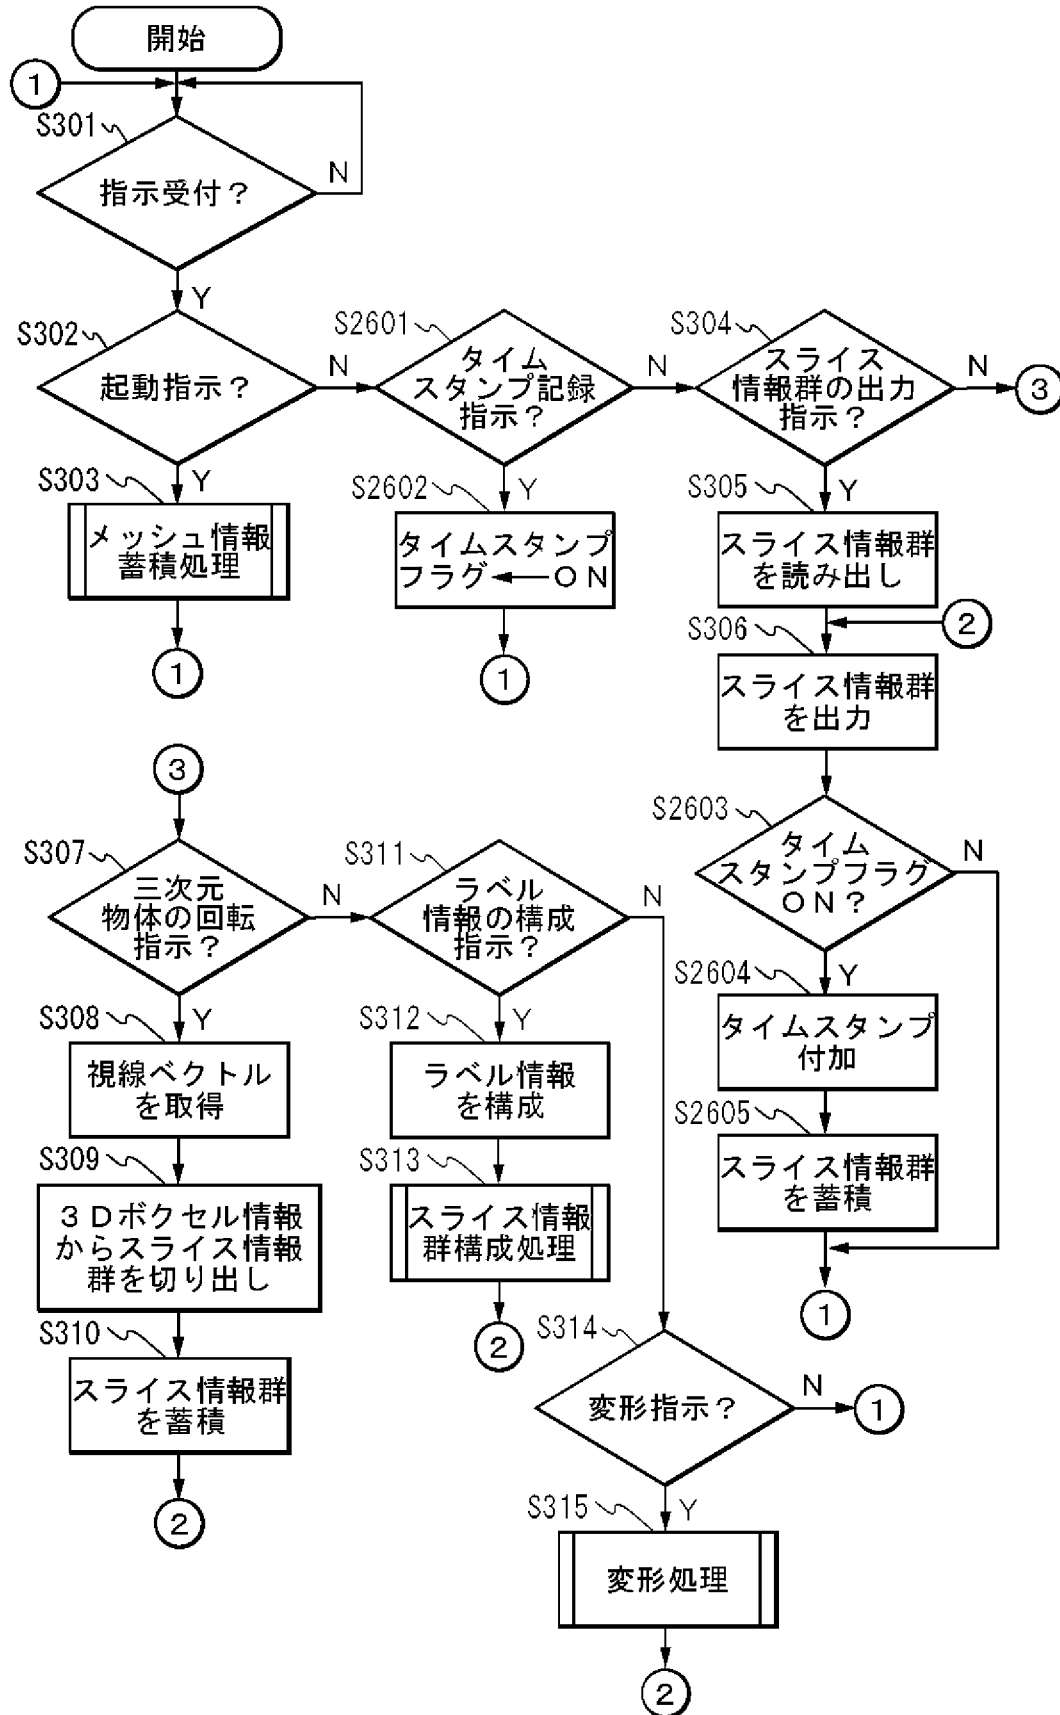 開始
①
S301
指示受付？
N
Y
S302
起動指示？
N
Y
S303
メッシュ情報
蓄積処理
①
S2601
タイム
スタンプ記録
指示？
N
Y
S2602
タイムスタンプ
フラグ←ＯＮ
①
S304
スライス
情報群の出力
指示？
N
③
Y
S305
スライス情報群
を読み出し
②
S306
スライス情報群
を出力
S2603
タイム
スタンプフラグ
ＯＮ？
N
Y
S2604
タイムスタンプ
付加
S2605
スライス情報群
を蓄積
①
③
S307
三次元
物体の回転
指示？
N
Y
S308
視線ベクトル
を取得
S309
３Ｄボクセル情報
からスライス情報
群を切り出し
S310
スライス情報群
を蓄積
②
S311
ラベル
情報の構成
指示？
N
Y
S312
ラベル情報
を構成
S313
スライス情報
群構成処理
②
S314
変形指示？
N
①
Y
S315
変形処理
②